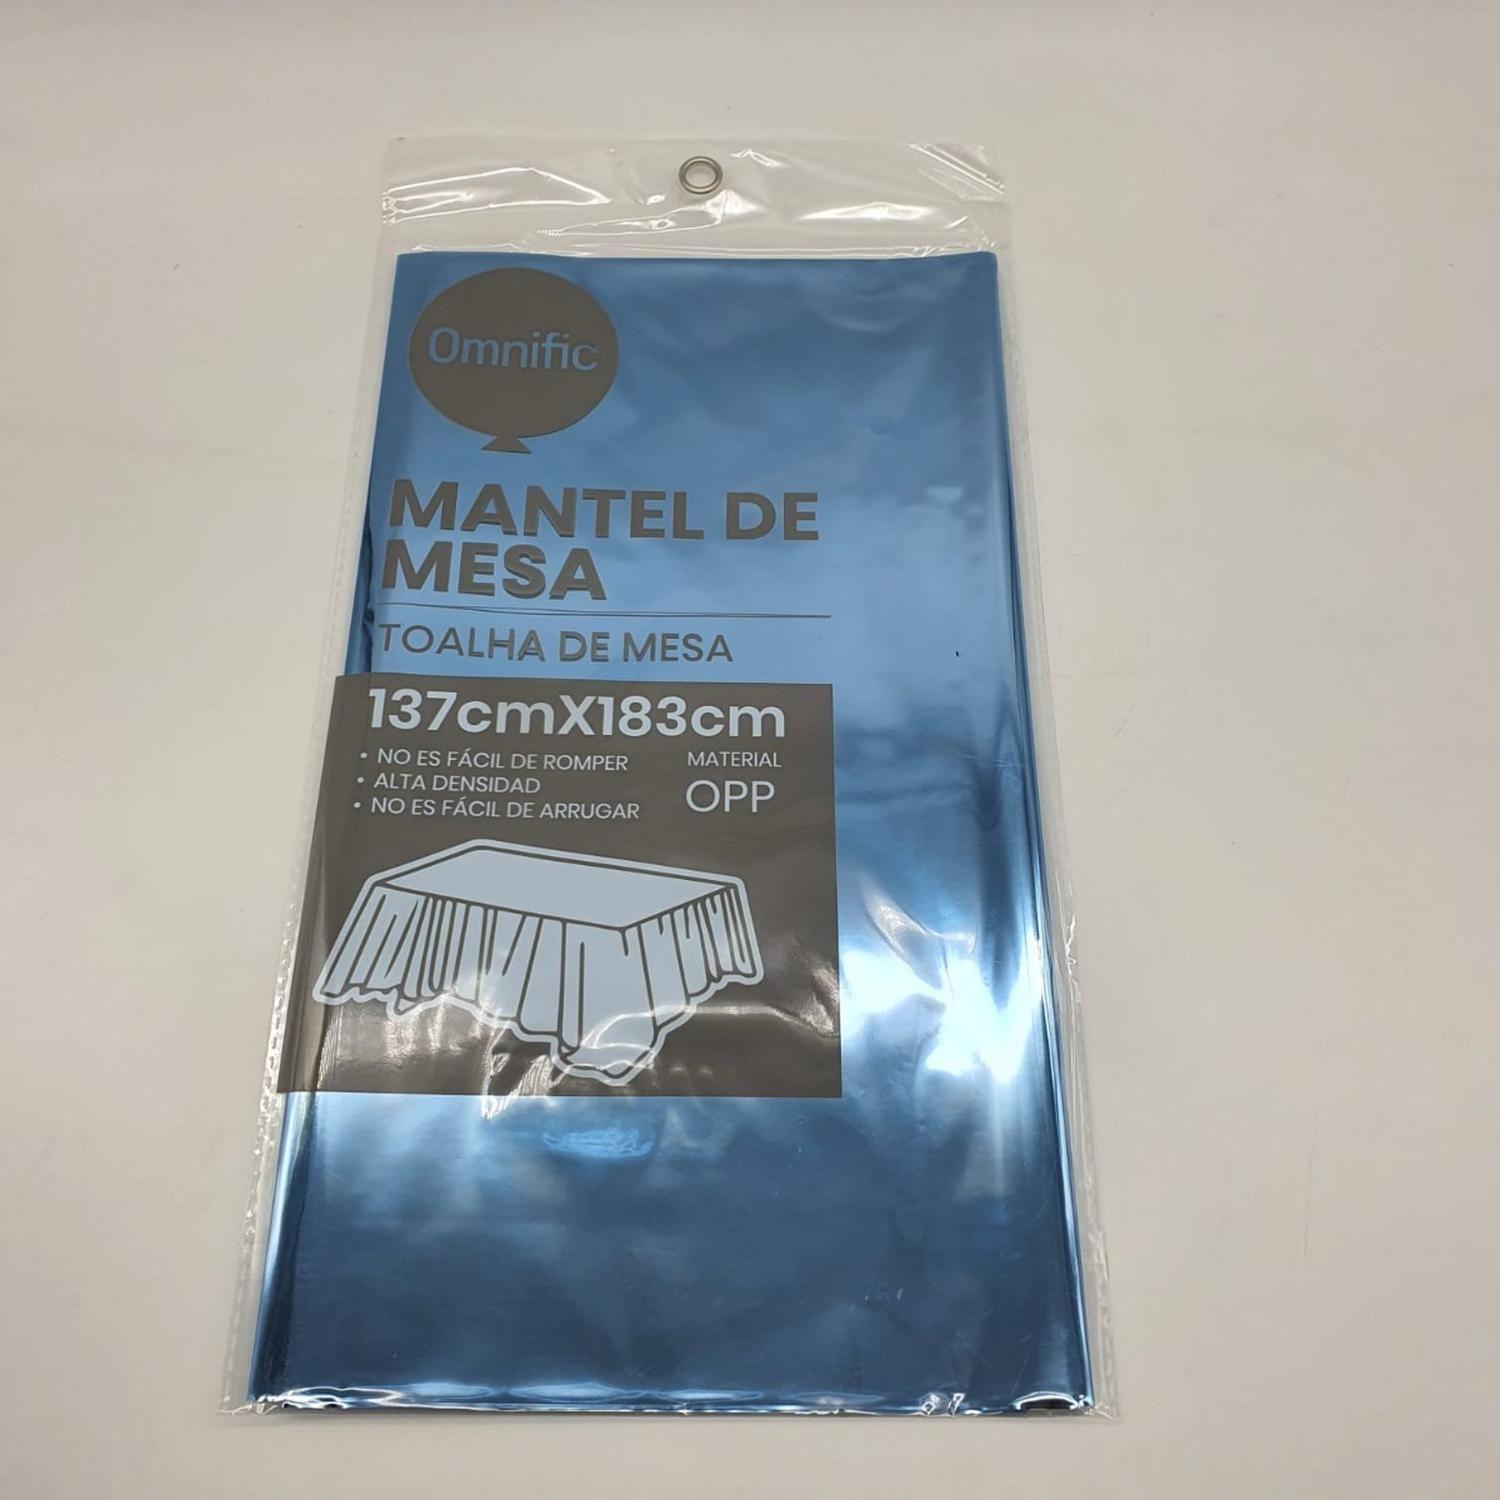 Omnific
MANTEL DE
MESA
TOALHA DE MESA
137cmX183cm
• NO ES FÁCIL DE ROMPER
• ALTA DENSIDAD
• NO ES FÁCIL DE ARRUGAR
MATERIAL
OPP